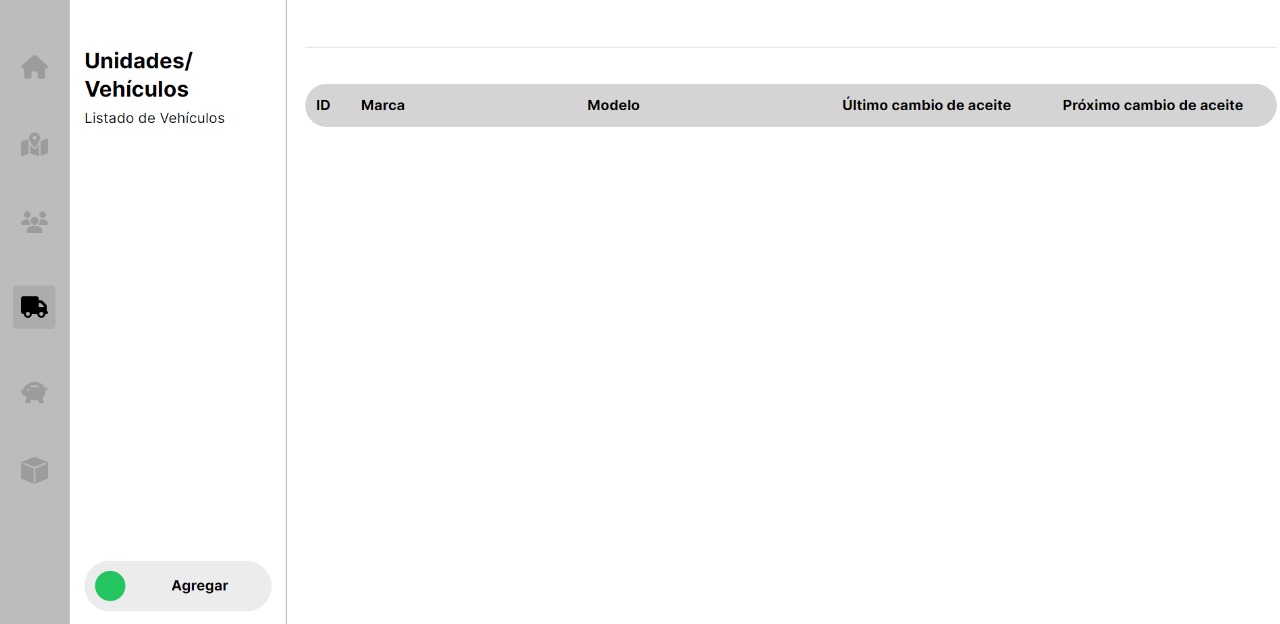 Unidades/
Vehículos
Listado de Vehículos
Agregar
ID Marca Modelo Último cambio de aceite Próximo cambio de aceite